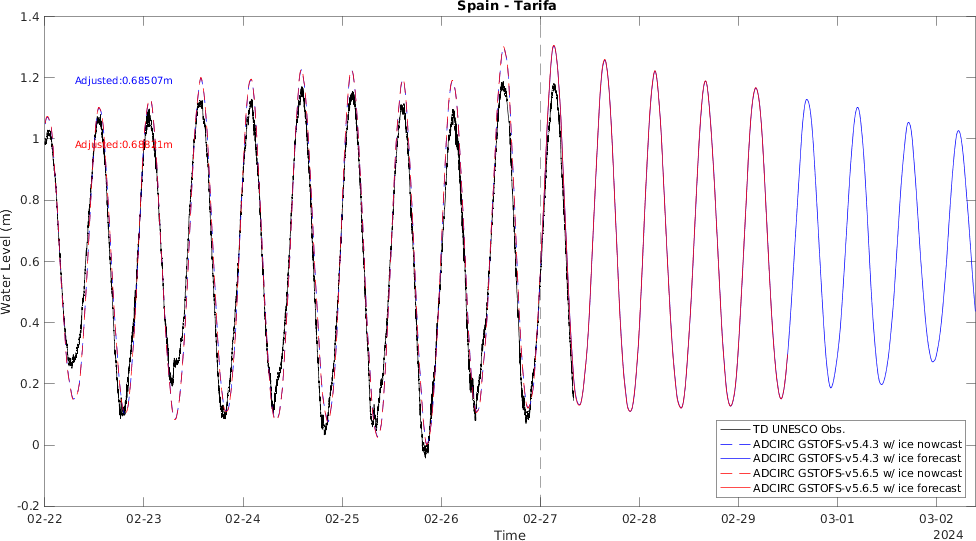 Spain - Tarifa
Water Level (m)
1.4
1.2
1
0.8
0.6
0.4
0.2
0
-0.2
Adjusted:0.68507m
TD UNESCO Obs.
ADCIRC GSTOFS-v5.4.3 w/ ice nowcast
ADCIRC GSTOFS-v5.4.3 w/ ice forecast
ADCIRC GSTOFS-v5.6.5 w/ ice nowcast
ADCIRC GSTOFS-v5.6.5 w/ ice forecast
02-22 02-23 02-24 02-25 02-26 02-27 02-28 02-29 03-01 03-02
2024
Time